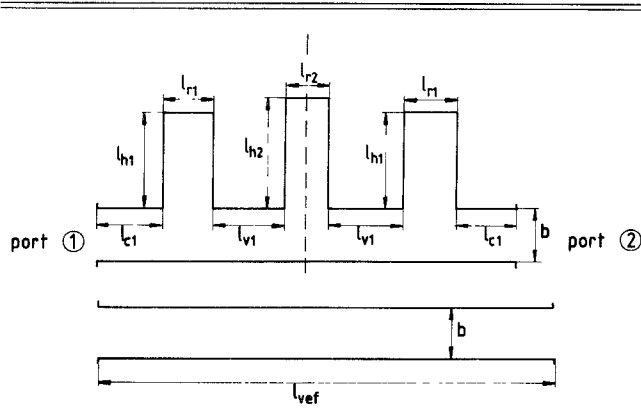 l_r1 l_r2 l_r1
l_h1 l_h2 l_h1
port ① l_c1 l_v1 l_v1 l_c1 b port ②
b
l_vef